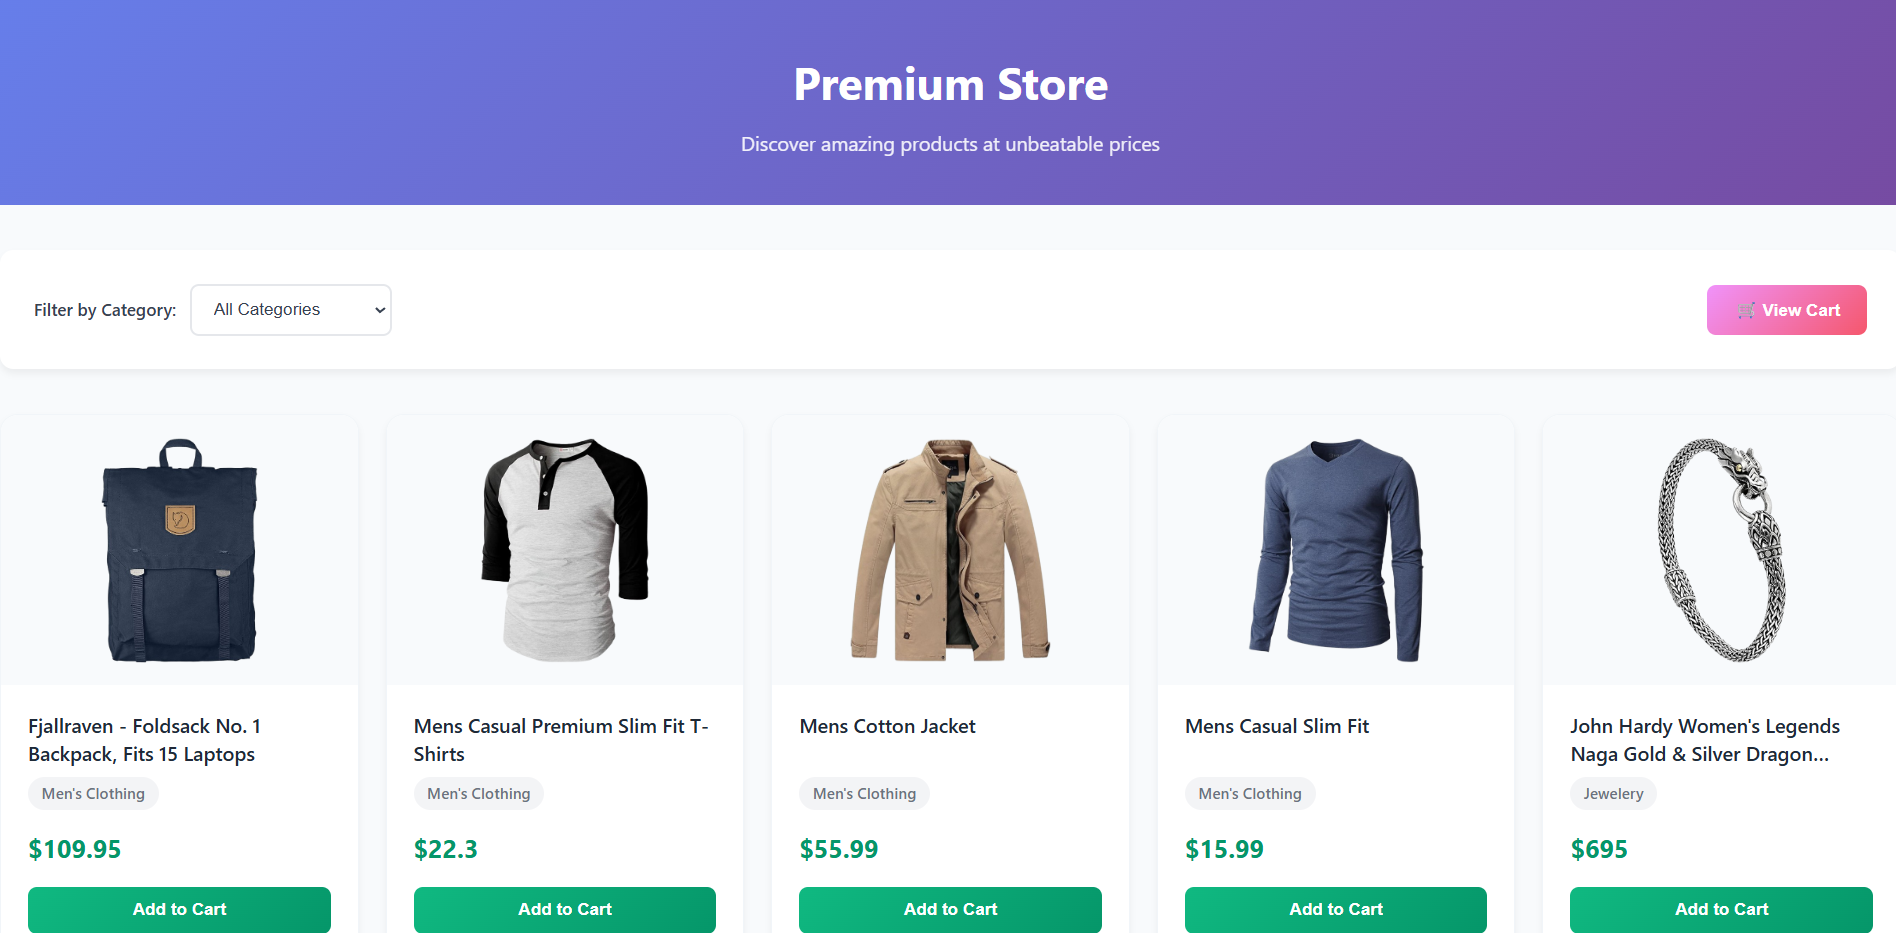 Premium Store
Discover amazing products at unbeatable prices
Filter by Category:
All Categories
🛒 View Cart
Fjallraven - Foldsack No. 1
Backpack, Fits 15 Laptops
Men's Clothing
$109.95
Add to Cart
Mens Casual Premium Slim Fit T-
Shirts
Men's Clothing
$22.3
Add to Cart
Mens Cotton Jacket
Men's Clothing
$55.99
Add to Cart
Mens Casual Slim Fit
Men's Clothing
$15.99
Add to Cart
John Hardy Women's Legends
Naga Gold & Silver Dragon...
Jewelery
$695
Add to Cart